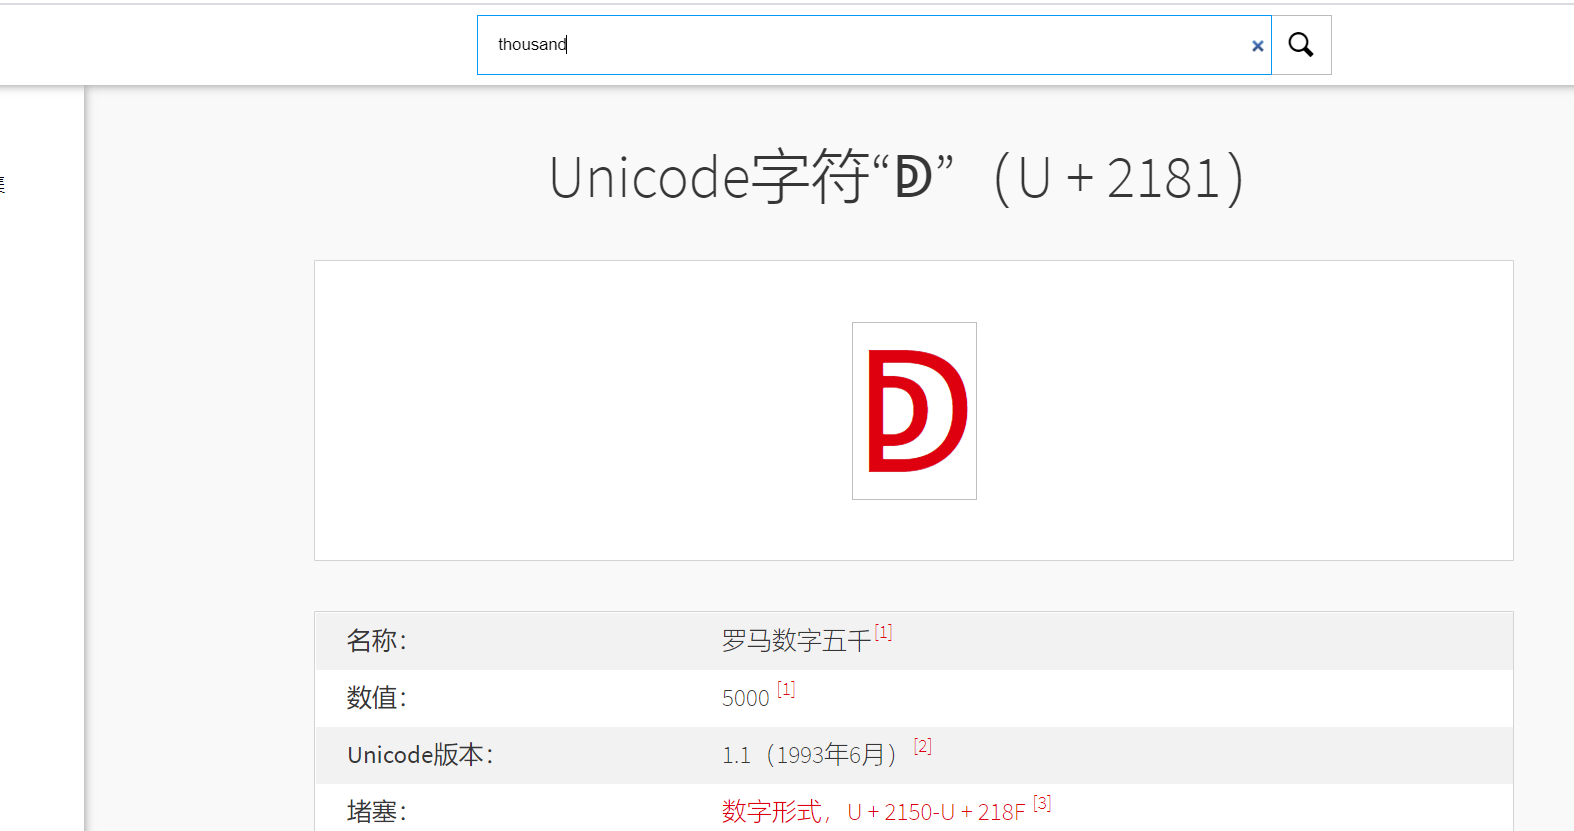 thousand
Unicode字符“ↁ”（U + 2181）
ↁ
名称： 罗马数字五千 [1]
数值： 5000 [1]
Unicode版本： 1.1（1993年6月） [2]
堵塞： 数字形式，U + 2150-U + 218F [3]